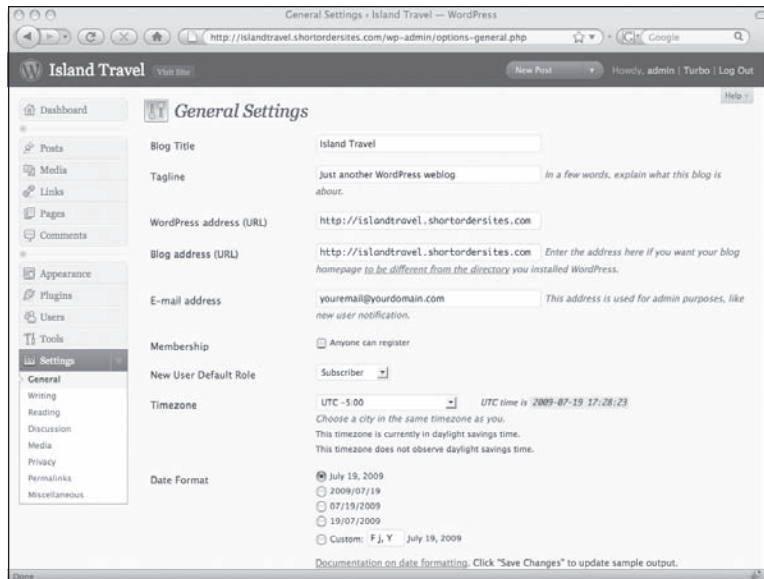 General Settings ‹ Island Travel — WordPress
http://islandtravel.shortordersites.com/wp-admin/options-general.php
Google
Island Travel
Visit Site
New Post
Howdy, admin | Turbo | Log Out
Help
Dashboard
Posts
Media
Links
Pages
Comments
Appearance
Plugins
Users
Tools
Settings
General
Writing
Reading
Discussion
Media
Privacy
Permalinks
Miscellaneous
General Settings
Blog Title
Island Travel
Tagline
Just another WordPress weblog
In a few words, explain what this blog is
about.
WordPress address (URL)
http://islandtravel.shortordersites.com
Blog address (URL)
http://islandtravel.shortordersites.com
Enter the address here if you want your blog
homepage to be different from the directory you installed WordPress.
E-mail address
youremail@yourdomain.com
This address is used for admin purposes, like
new user notification.
Membership
Anyone can register
New User Default Role
Subscriber
Timezone
UTC -5:00
UTC time is 2009-07-19 17:28:23
Choose a city in the same timezone as you.
This timezone is currently in daylight savings time.
This timezone does not observe daylight savings time.
Date Format
July 19, 2009
2009/07/19
07/19/2009
19/07/2009
Custom: F j, Y July 19, 2009
Documentation on date formatting. Click "Save Changes" to update sample output.
Done